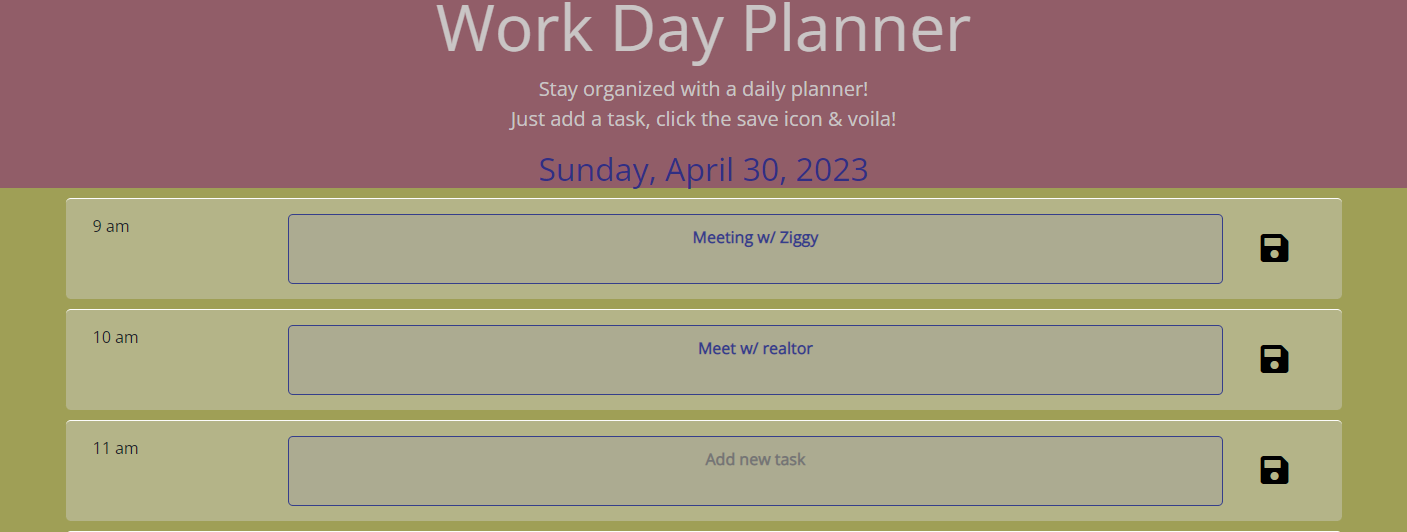 Work Day Planner
Stay organized with a daily planner!
Just add a task, click the save icon & voila!
Sunday, April 30, 2023
9 am
Meeting w/ Ziggy
10 am
Meet w/ realtor
11 am
Add new task